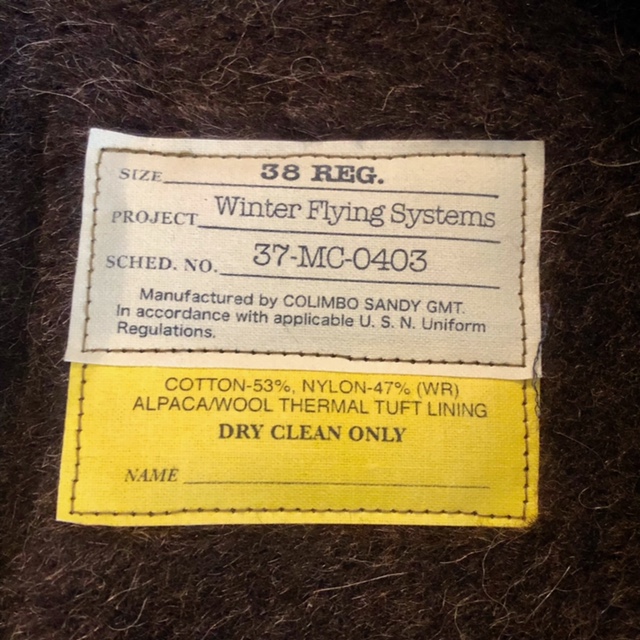 SIZE 38 REG.
PROJECT Winter Flying Systems
SCHED. NO. 37-MC-0403
Manufactured by COLIMBO SANDY GMT.
In accordance with applicable U. S. N. Uniform
Regulations.
COTTON-53%, NYLON-47% (WR)
ALPACA/WOOL THERMAL TUFT LINING
DRY CLEAN ONLY
NAME